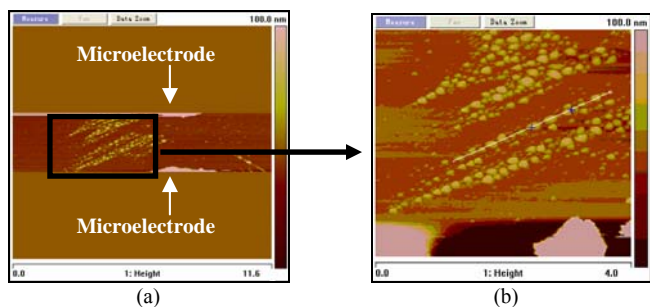 Measure Pan Data Zoom
100.0 nm
Microelectrode
Microelectrode
0.0 1: Height 11.6
(a)
Measure Data Zoom
100.0 nm
0.0 1: Height 4.0
(b)